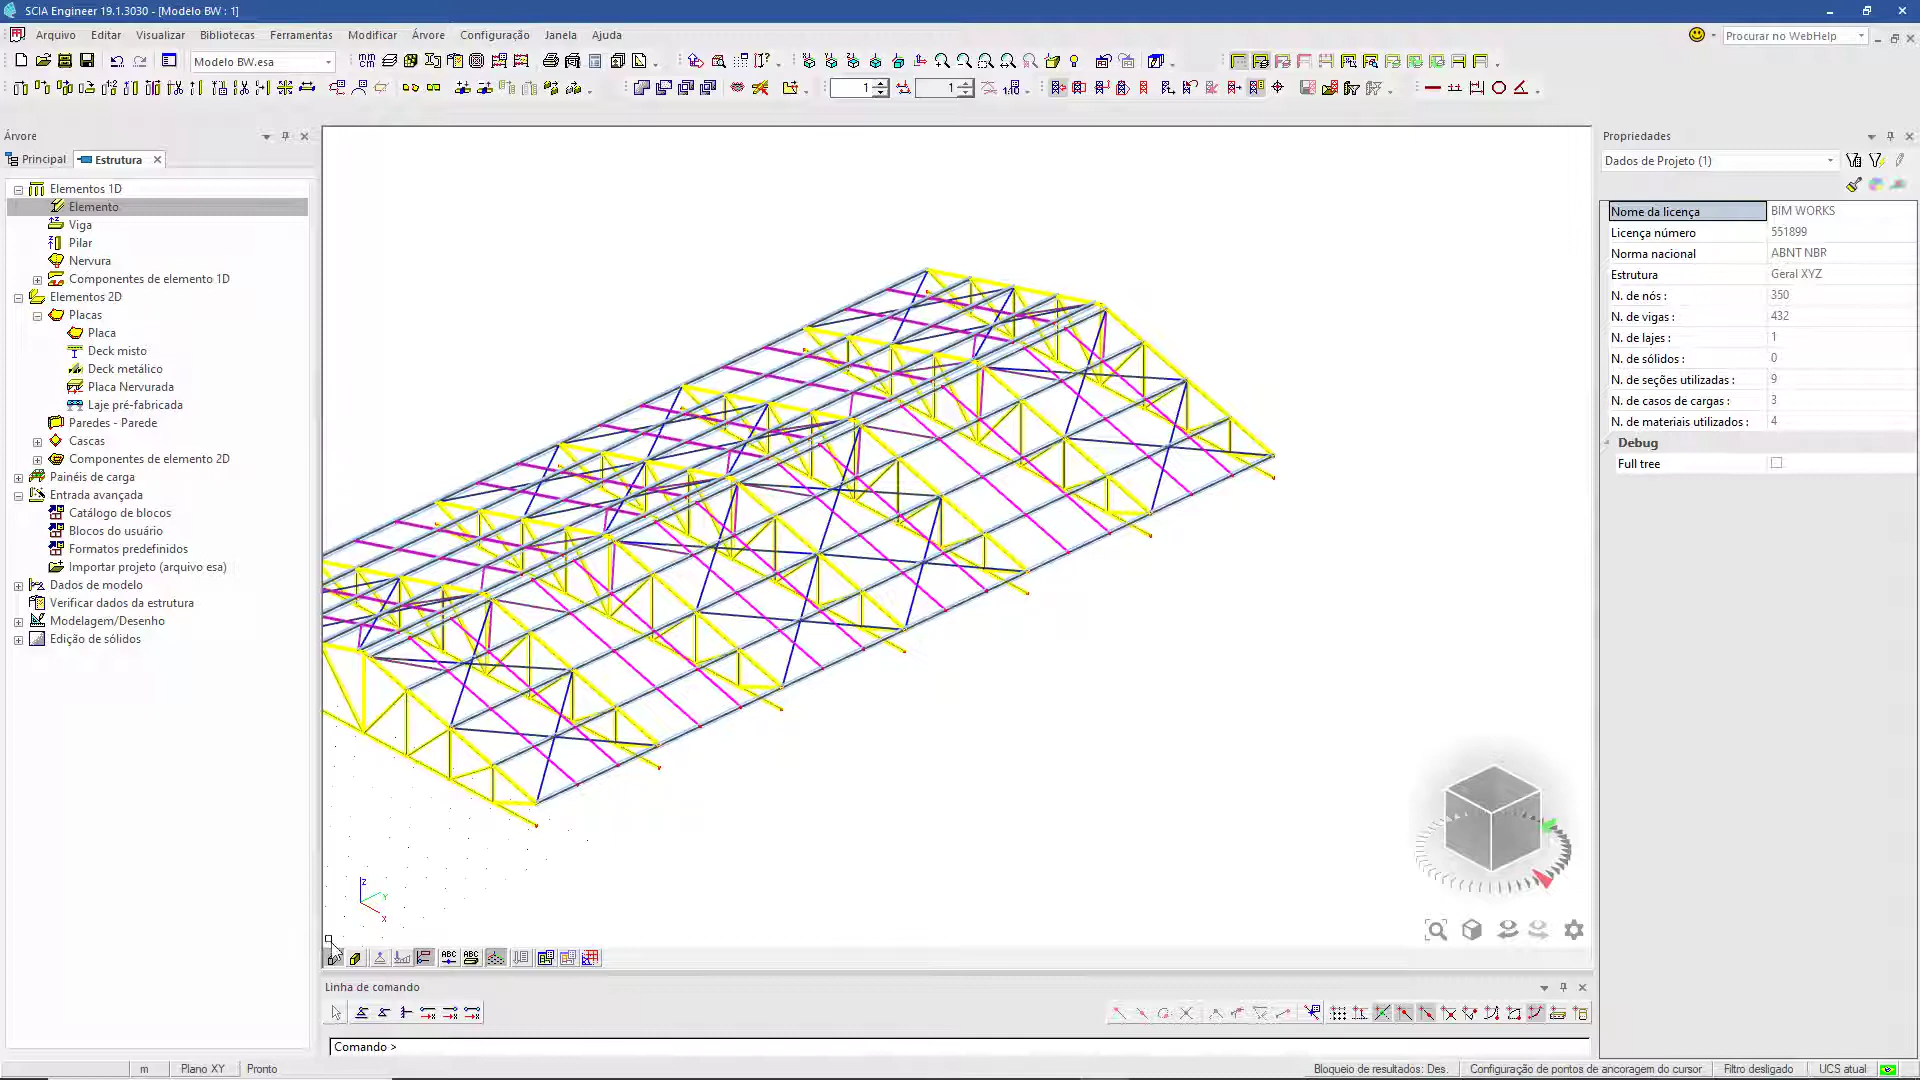 SCIA Engineer 19.1.3030 - [Modelo BW : 1]
Arquivo Editar Visualizar Bibliotecas Ferramentas Modificar Árvore Configuração Janela Ajuda
Procurar no WebHelp
Modelo BW.esa
1 1
Árvore
Principal Estrutura
Elementos 1D
Elemento
Viga
Pilar
Nervura
Componentes de elemento 1D
Elementos 2D
Placas
Placa
Deck misto
Deck metálico
Placa Nervurada
Laje pré-fabricada
Paredes - Parede
Cascas
Componentes de elemento 2D
Painéis de carga
Entrada avançada
Catálogo de blocos
Blocos do usuário
Formatos predefinidos
Importar projeto (arquivo esa)
Dados de modelo
Verificar dados da estrutura
Modelagem/Desenho
Edição de sólidos
Z
Y
X
ABC ABC
Propriedades
Dados de Projeto (1)
Nome da licença BIM WORKS
Licença número 551899
Norma nacional ABNT NBR
Estrutura Geral XYZ
N. de nós : 350
N. de vigas : 432
N. de lajes : 1
N. de sólidos : 0
N. de seções utilizadas : 9
N. de casos de cargas : 3
N. de materiais utilizados : 4
Debug
Full tree
Linha de comando
Comando >
m Plano XY Pronto
Bloqueio de resultados: Des. Configuração de pontos de ancoragem do cursor Filtro desligado UCS atual